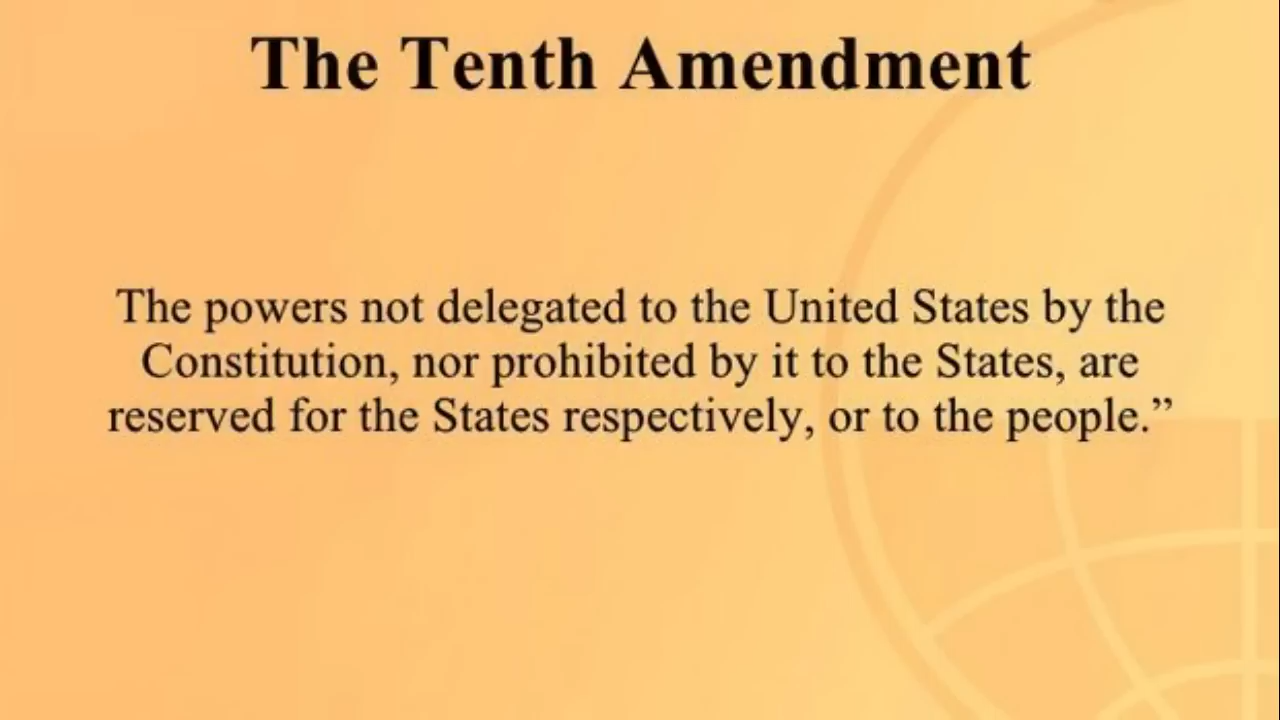 The Tenth Amendment
The powers not delegated to the United States by the
Constitution, nor prohibited by it to the States, are
reserved for the States respectively, or to the people.”